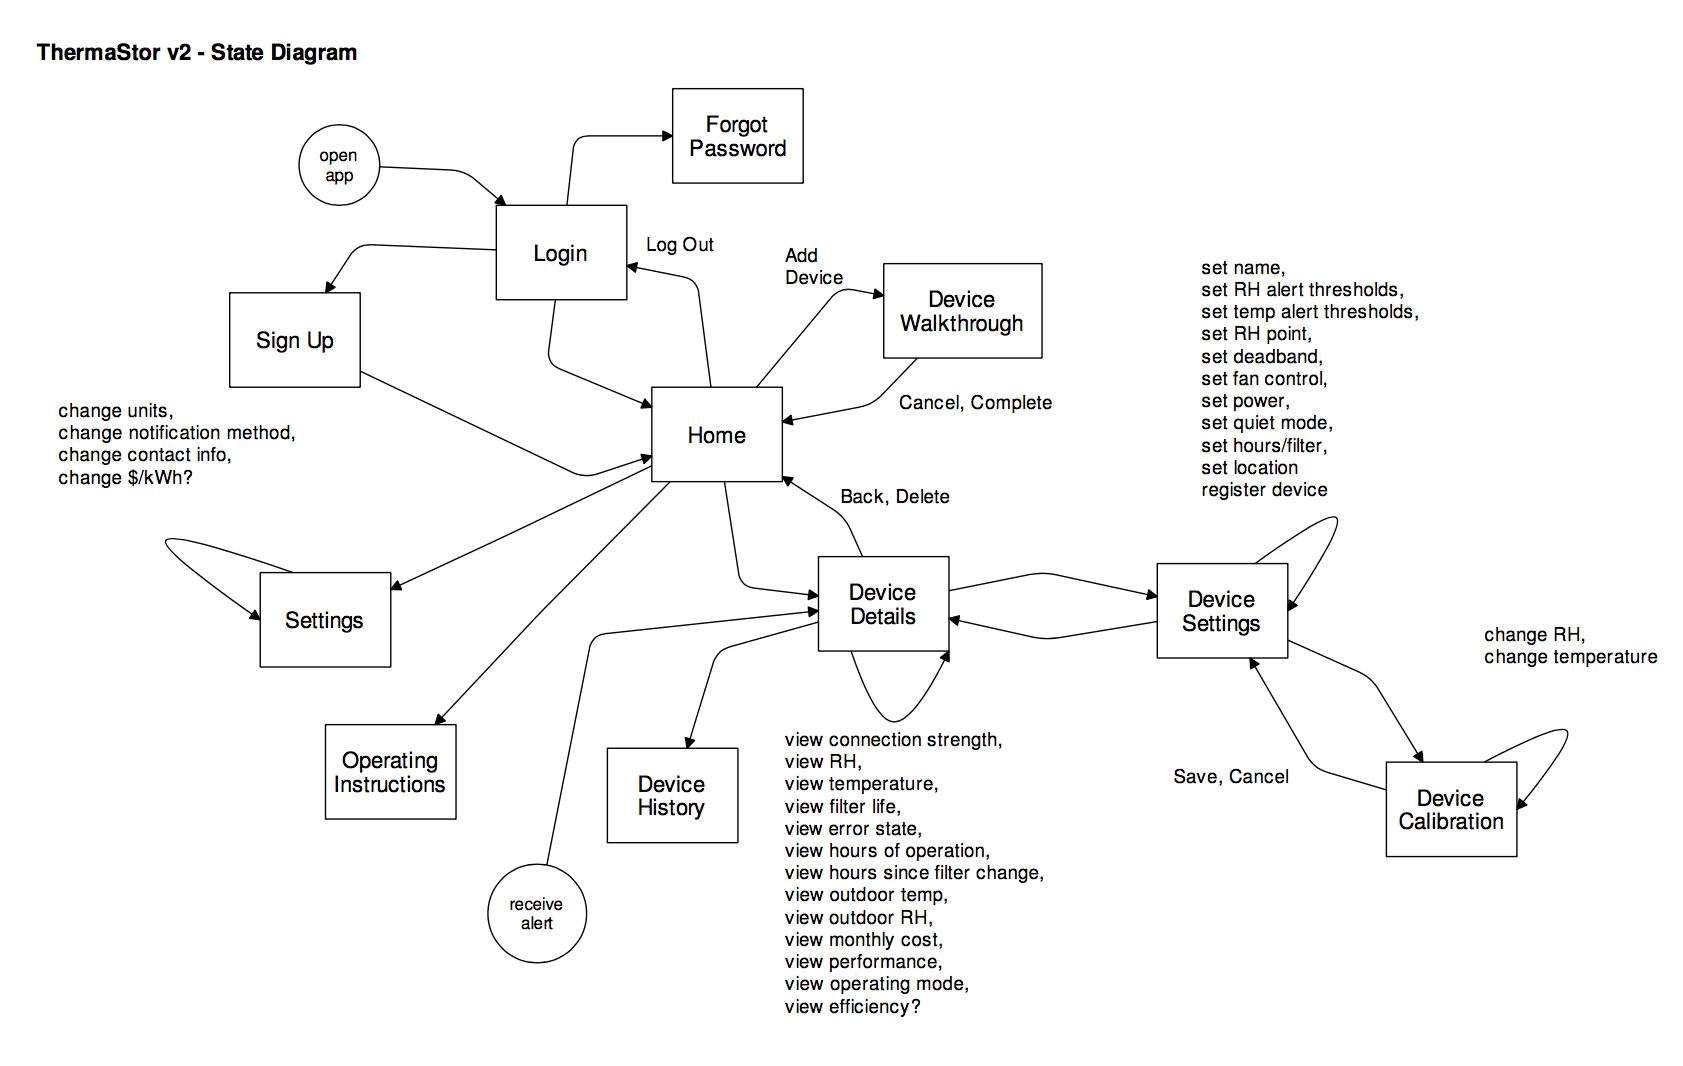 ThermaStor v2 - State Diagram
Forgot
Password
open
app
Login
Log Out
Add
Device
Device
Walkthrough
set name,
set RH alert thresholds,
set temp alert thresholds,
set RH point,
set deadband,
set fan control,
set power,
set quiet mode,
set hours/filter,
set location
register device
Sign Up
Cancel, Complete
change units,
change notification method,
change contact info,
change $/kWh?
Home
Back, Delete
Settings
Device
Details
Device
Settings
change RH,
change temperature
Operating
Instructions
Device
History
Save, Cancel
Device
Calibration
view connection strength,
view RH,
view temperature,
view filter life,
view error state,
view hours of operation,
view hours since filter change,
view outdoor temp,
view outdoor RH,
view monthly cost,
view performance,
view operating mode,
view efficiency?
receive
alert